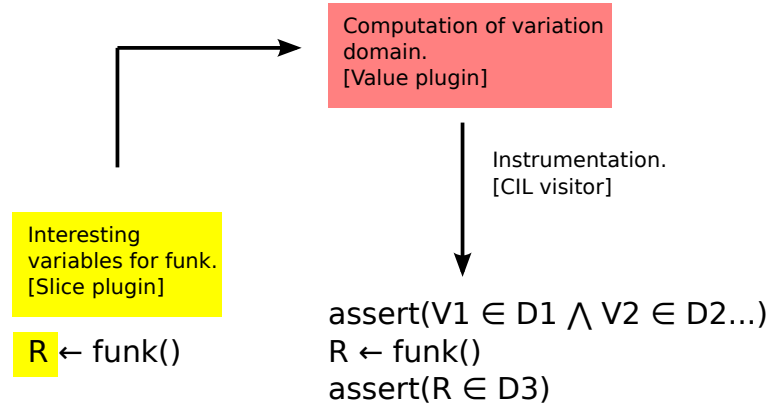 Computation of variation
domain.
[Value plugin]
Instrumentation.
[CIL visitor]
Interesting
variables for funk.
[Slice plugin]
R ← funk()
assert(V1 ∈ D1 ⋀ V2 ∈ D2...)
R ← funk()
assert(R ∈ D3)